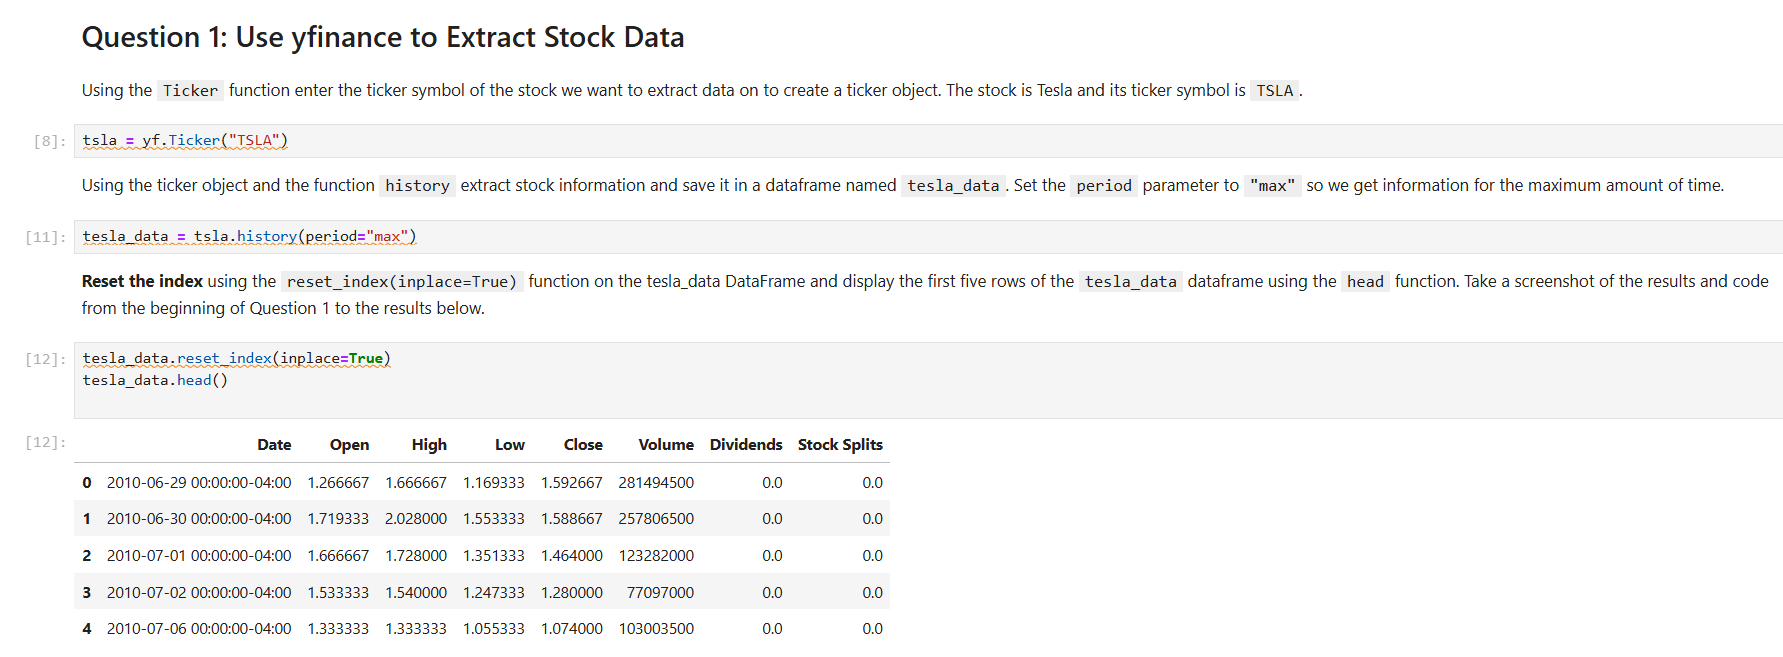 Question 1: Use yfinance to Extract Stock Data
Using the Ticker function enter the ticker symbol of the stock we want to extract data on to create a ticker object. The stock is Tesla and its ticker symbol is TSLA.
[8]: tsla = yf.Ticker("TSLA")
Using the ticker object and the function history extract stock information and save it in a dataframe named tesla_data. Set the period parameter to "max" so we get information for the maximum amount of time.
[11]: tesla_data = tsla.history(period="max")
Reset the index using the reset_index(inplace=True) function on the tesla_data DataFrame and display the first five rows of the tesla_data dataframe using the head function. Take a screenshot of the results and code
from the beginning of Question 1 to the results below.
[12]: tesla_data.reset_index(inplace=True)
tesla_data.head()
[12]: Date Open High Low Close Volume Dividends Stock Splits
0 2010-06-29 00:00:00-04:00 1.266667 1.666667 1.169333 1.592667 281494500 0.0 0.0
1 2010-06-30 00:00:00-04:00 1.719333 2.028000 1.553333 1.588667 257806500 0.0 0.0
2 2010-07-01 00:00:00-04:00 1.666667 1.728000 1.351333 1.464000 123282000 0.0 0.0
3 2010-07-02 00:00:00-04:00 1.533333 1.540000 1.247333 1.280000 77097000 0.0 0.0
4 2010-07-06 00:00:00-04:00 1.333333 1.333333 1.055333 1.074000 103003500 0.0 0.0